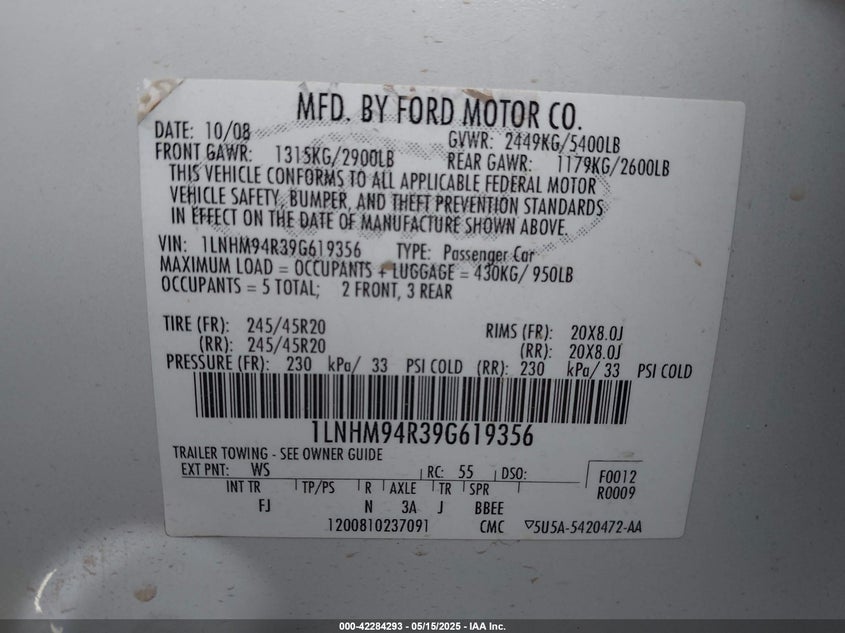 MFD. BY FORD MOTOR CO.
DATE: 10/08 GVWR: 2449KG/5400LB
FRONT GAWR: 1315KG/2900LB REAR GAWR: 1179KG/2600LB
THIS VEHICLE CONFORMS TO ALL APPLICABLE FEDERAL MOTOR
VEHICLE SAFETY, BUMPER, AND THEFT PREVENTION STANDARDS
IN EFFECT ON THE DATE OF MANUFACTURE SHOWN ABOVE.
VIN: 1LNHM94R39G619356 TYPE: Passenger Car
MAXIMUM LOAD = OCCUPANTS + LUGGAGE = 430KG/ 950LB
OCCUPANTS = 5 TOTAL; 2 FRONT, 3 REAR
TIRE (FR): 245/45R20 RIMS (FR): 20X8.0J
(RR): 245/45R20 (RR): 20X8.0J
PRESSURE (FR): 230 kPa/ 33 PSI COLD (RR): 230 kPa/ 33 PSI COLD
1LNHM94R39G619356
TRAILER TOWING - SEE OWNER GUIDE
EXT PNT: WS RC: 55 DSO: F0012
INT TR TP/PS R AXLE TR SPR R0009
FJ N 3A J BBEE
1200810237091 CMC ▽5U5A-5420472-AA
000-42284293 - 05/15/2025 - IAA Inc.